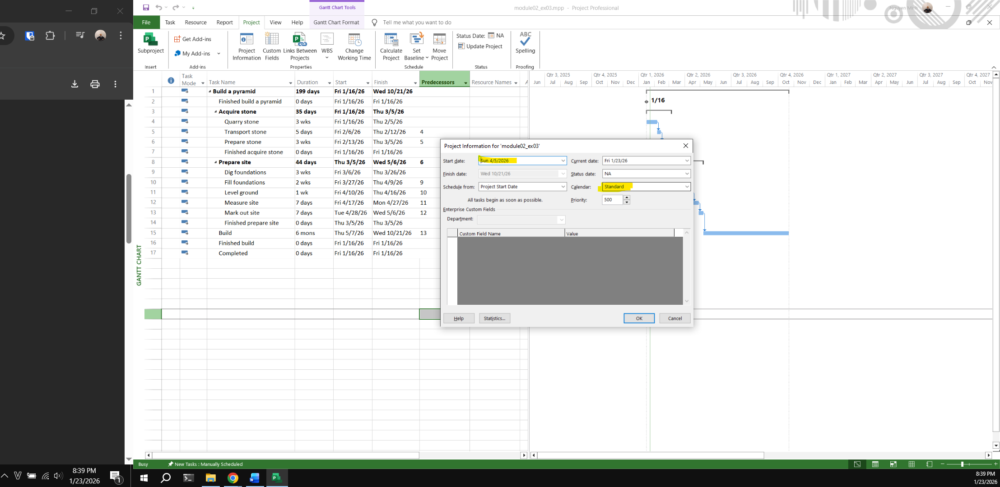 Gantt Chart Tools
module02_ex03.mpp - Project Professional
Nguyen Minh
File Task Resource Report Project View Help Gantt Chart Format Tell me what you want to do
Subproject
Insert
Get Add-ins
My Add-ins
Add-ins
Project Information
Custom Fields
Links Between Projects
WBS
Change Working Time
Properties
Calculate Project
Set Baseline
Move Project
Schedule
Status Date: NA
Update Project
Status
ABC
Spelling
Proofing
Task Mode Task Name Duration Start Finish Predecessors Resource Names
1 Build a pyramid 199 days Fri 1/16/26 Wed 10/21/26
2 Finished build a pyramid 0 days Fri 1/16/26 Fri 1/16/26
3 Acquire stone 35 days Fri 1/16/26 Thu 3/5/26
4 Quarry stone 3 wks Fri 1/16/26 Thu 2/5/26
5 Transport stone 5 days Fri 2/6/26 Thu 2/12/26 4
6 Prepare stone 3 wks Fri 2/13/26 Thu 3/5/26 5
7 Finished acquire stone 0 days Fri 1/16/26 Fri 1/16/26
8 Prepare site 44 days Thu 3/5/26 Wed 5/6/26 6
9 Dig foundations 3 wks Fri 3/6/26 Thu 3/26/26
10 Fill foundations 2 wks Fri 3/27/26 Thu 4/9/26 9
11 Level ground 1 wk Fri 4/10/26 Thu 4/16/26 10
12 Measure site 7 days Fri 4/17/26 Mon 4/27/26 11
13 Mark out site 7 days Tue 4/28/26 Wed 5/6/26 12
14 Finished prepare site 0 days Thu 3/5/26 Thu 3/5/26
15 Build 6 mons Thu 5/7/26 Wed 10/21/26 13
16 Finished build 0 days Fri 1/16/26 Fri 1/16/26
17 Completed 0 days Fri 1/16/26 Fri 1/16/26
GANTT CHART
Qtr 3, 2025 Qtr 4, 2025 Qtr 1, 2026 Qtr 2, 2026 Qtr 3, 2026 Qtr 4, 2026 Qtr 1, 2027 Qtr 2, 2027 Qtr 3, 2027 Qtr 4, 2027
Jun Jul Aug Sep Oct Nov Dec Jan Feb Mar Apr May Jun Jul Aug Sep Oct Nov Dec Jan Feb Mar Apr May Jun Jul Aug Sep Oct Nov
1/16
Project Information for 'module02_ex03'
Start date: Sun 4/5/2026 Current date: Fri 1/23/26
Finish date: Wed 10/21/26 Status date: NA
Schedule from: Project Start Date Calendar: Standard
All tasks begin as soon as possible. Priority: 500
Enterprise Custom Fields
Department:
Custom Field Name Value
Help Statistics... OK Cancel
Busy New Tasks : Manually Scheduled
8:39 PM
1/23/2026
1
8:39 PM
1/23/2026